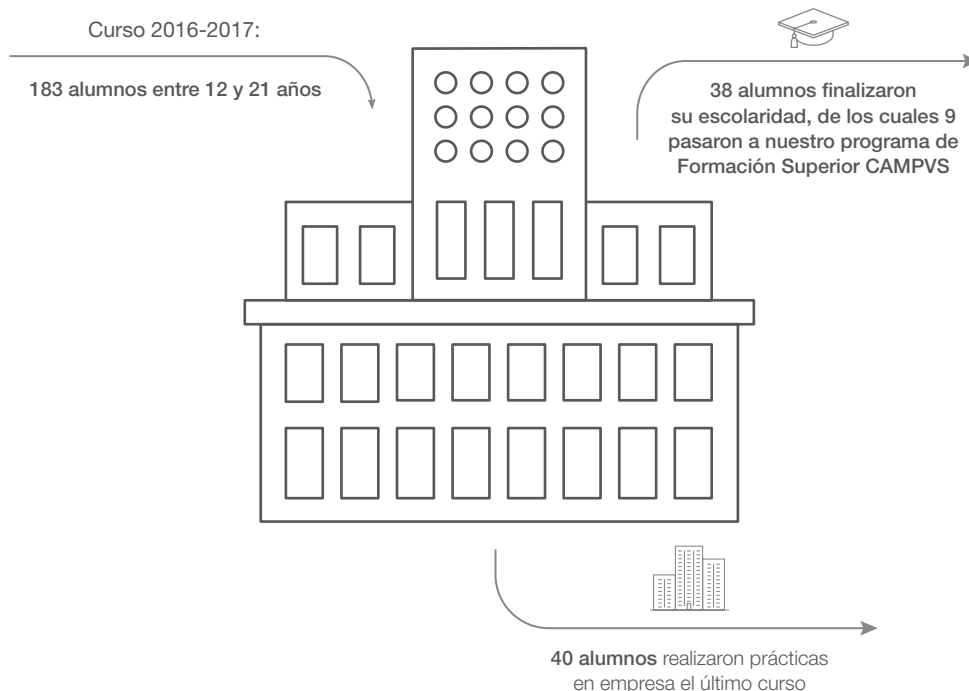 Curso 2016-2017:
183 alumnos entre 12 y 21 años
38 alumnos finalizaron
su escolaridad, de los cuales 9
pasaron a nuestro programa de
Formación Superior CAMPVS
40 alumnos realizaron prácticas
en empresa el último curso